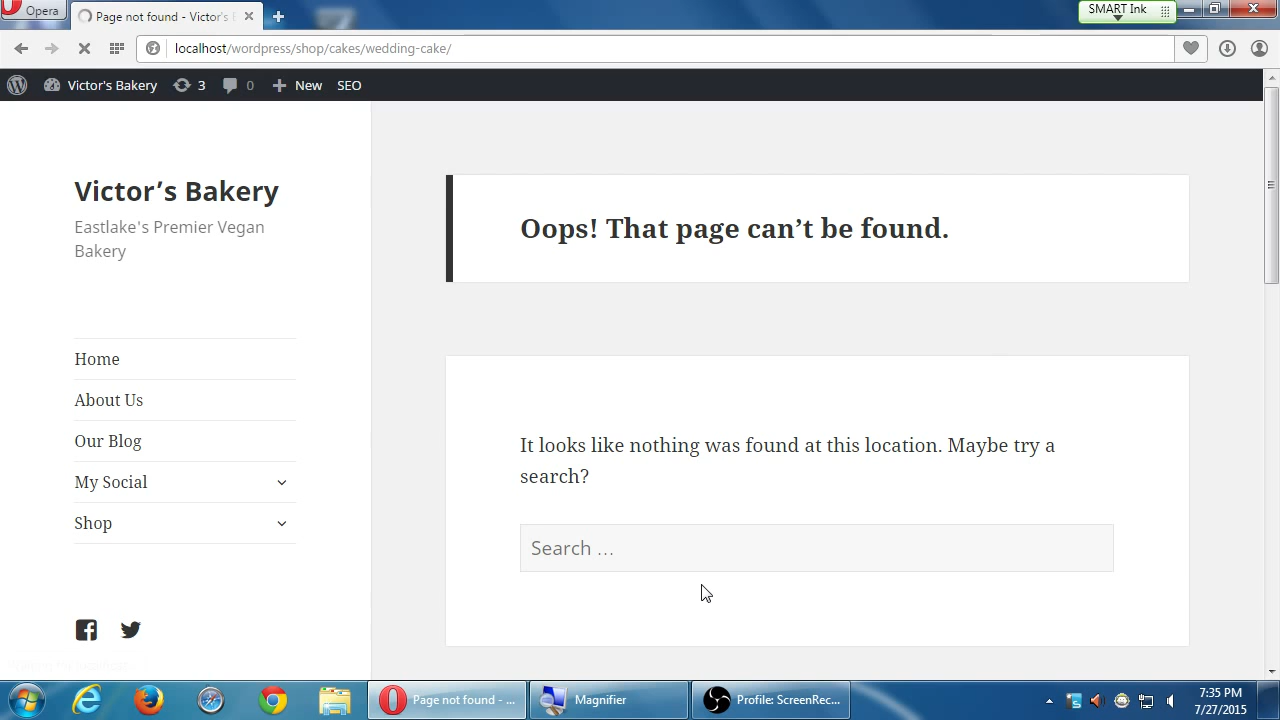 Opera
Page not found - Victor's
SMART Ink
localhost/wordpress/shop/cakes/wedding-cake/
Victor's Bakery
3
0
New
SEO
Victor’s Bakery
Eastlake's Premier Vegan
Bakery
Home
About Us
Our Blog
My Social
Shop
Oops! That page can’t be found.
It looks like nothing was found at this location. Maybe try a
search?
Search …
Page not found - ...
Magnifier
Profile: ScreenRec...
7:35 PM
7/27/2015